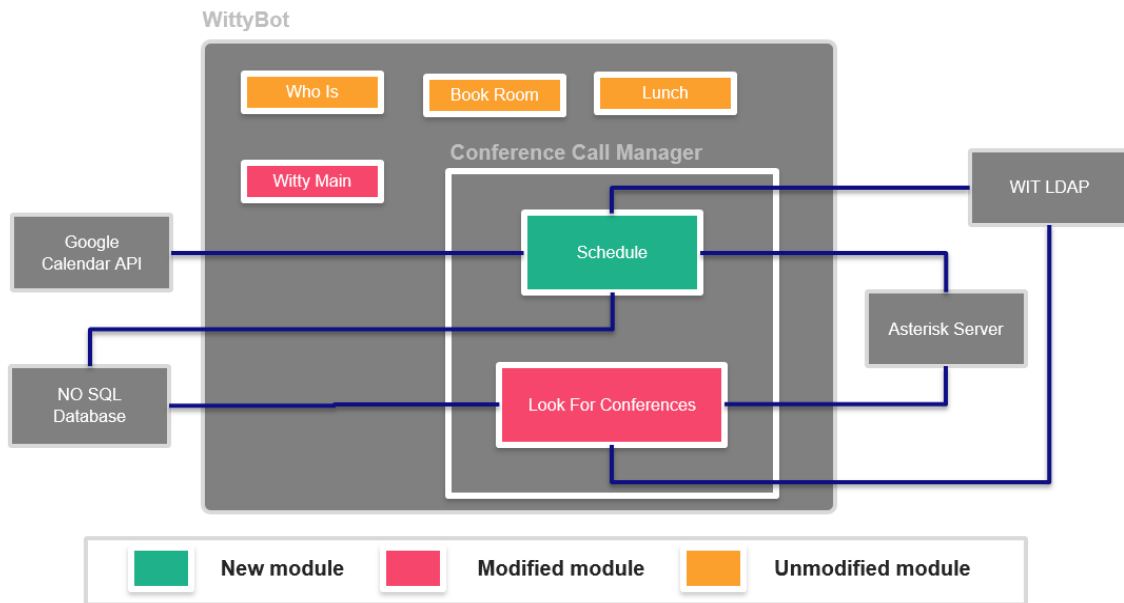 WittyBot
Who Is
Book Room
Lunch
Conference Call Manager
Witty Main
WIT LDAP
Google
Calendar API
Schedule
Asterisk Server
NO SQL
Database
Look For Conferences
New module
Modified module
Unmodified module